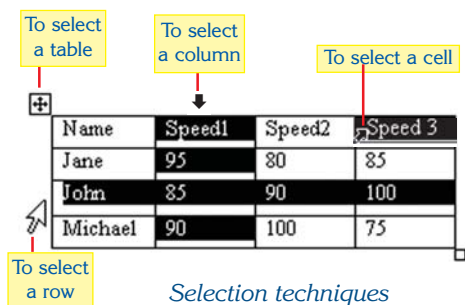 To select
a table
To select
a column
To select a cell
Name Speed1 Speed2 Speed 3
Jane 95 80 85
John 85 90 100
Michael 90 100 75
To select
a row
Selection techniques